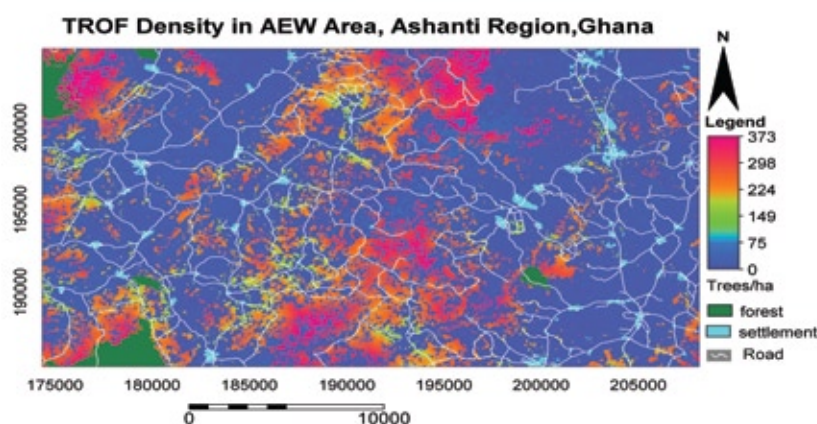 TROF Density in AEW Area, Ashanti Region,Ghana
N
Legend
373
298
224
149
75
0
Trees/ha
forest
settlement
Road
200000
195000
190000
175000 180000 185000 190000 195000 200000 205000
0 10000